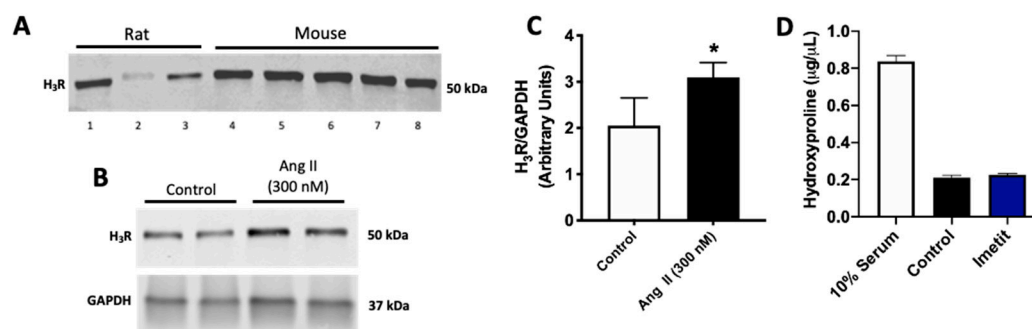 A
Rat Mouse
H₃R 50 kDa
1 2 3 4 5 6 7 8
B
Control Ang II
(300 nM)
H₃R 50 kDa
GAPDH 37 kDa
C
H₃R/GAPDH
(Arbitrary Units)
4
3
2
1
0
*
Control Ang II (300 nM)
D
Hydroxyproline (µg/µL)
1.0
0.8
0.6
0.4
0.2
0.0
10% Serum Control Imetit